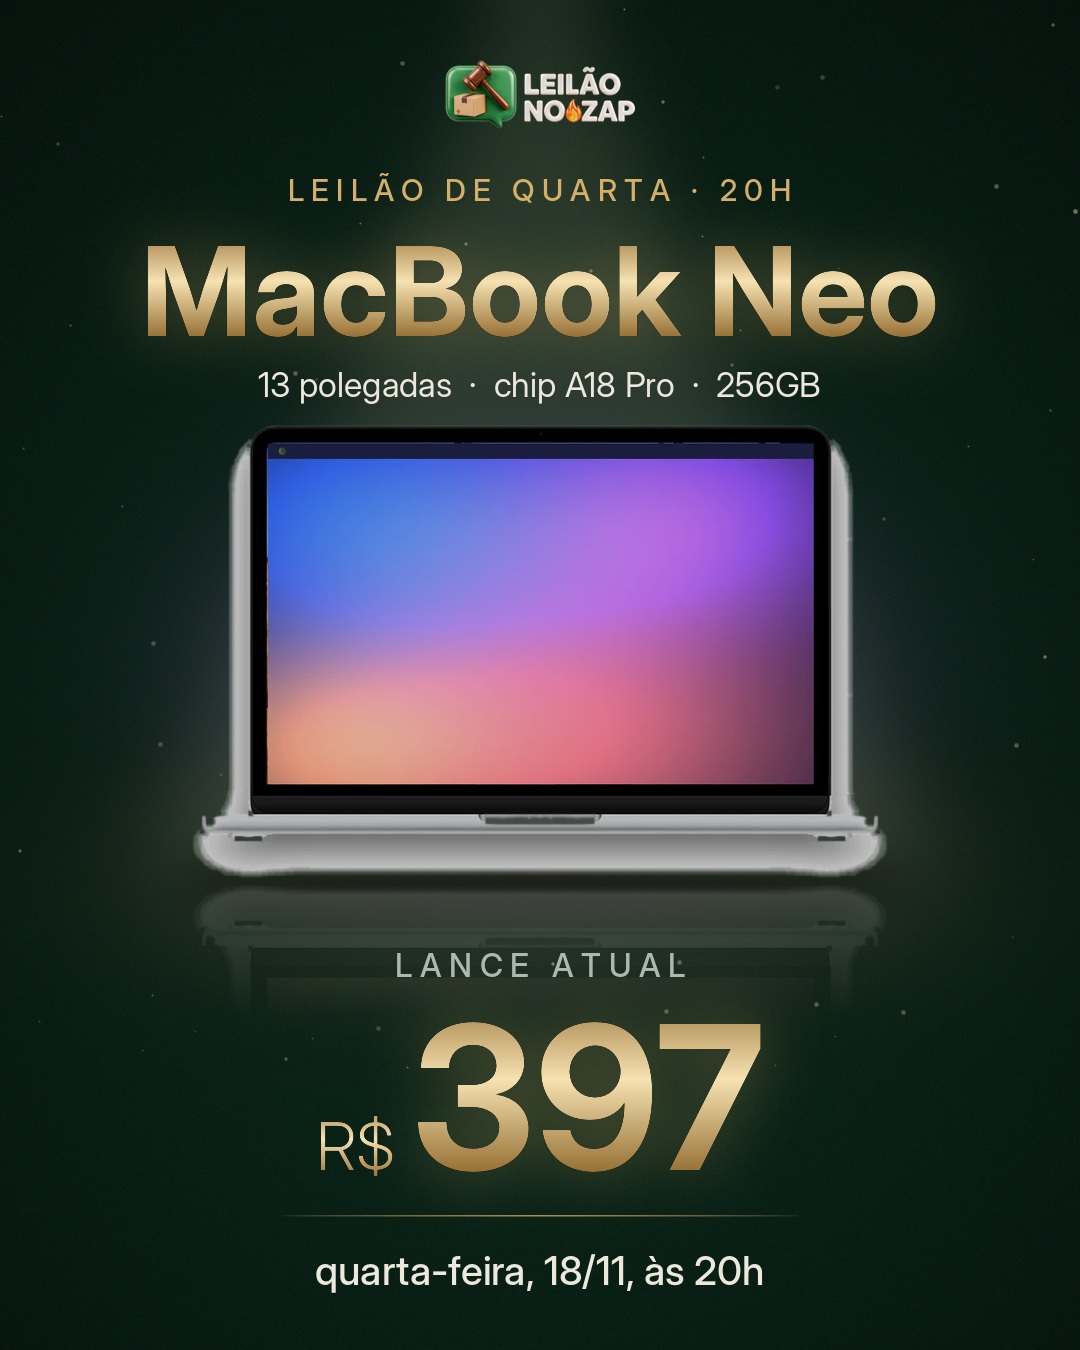 LEILÃO
NO ZAP
LEILÃO DE QUARTA · 20H
MacBook Neo
13 polegadas · chip A18 Pro · 256GB
LANCE ATUAL
R$ 397
quarta-feira, 18/11, às 20h